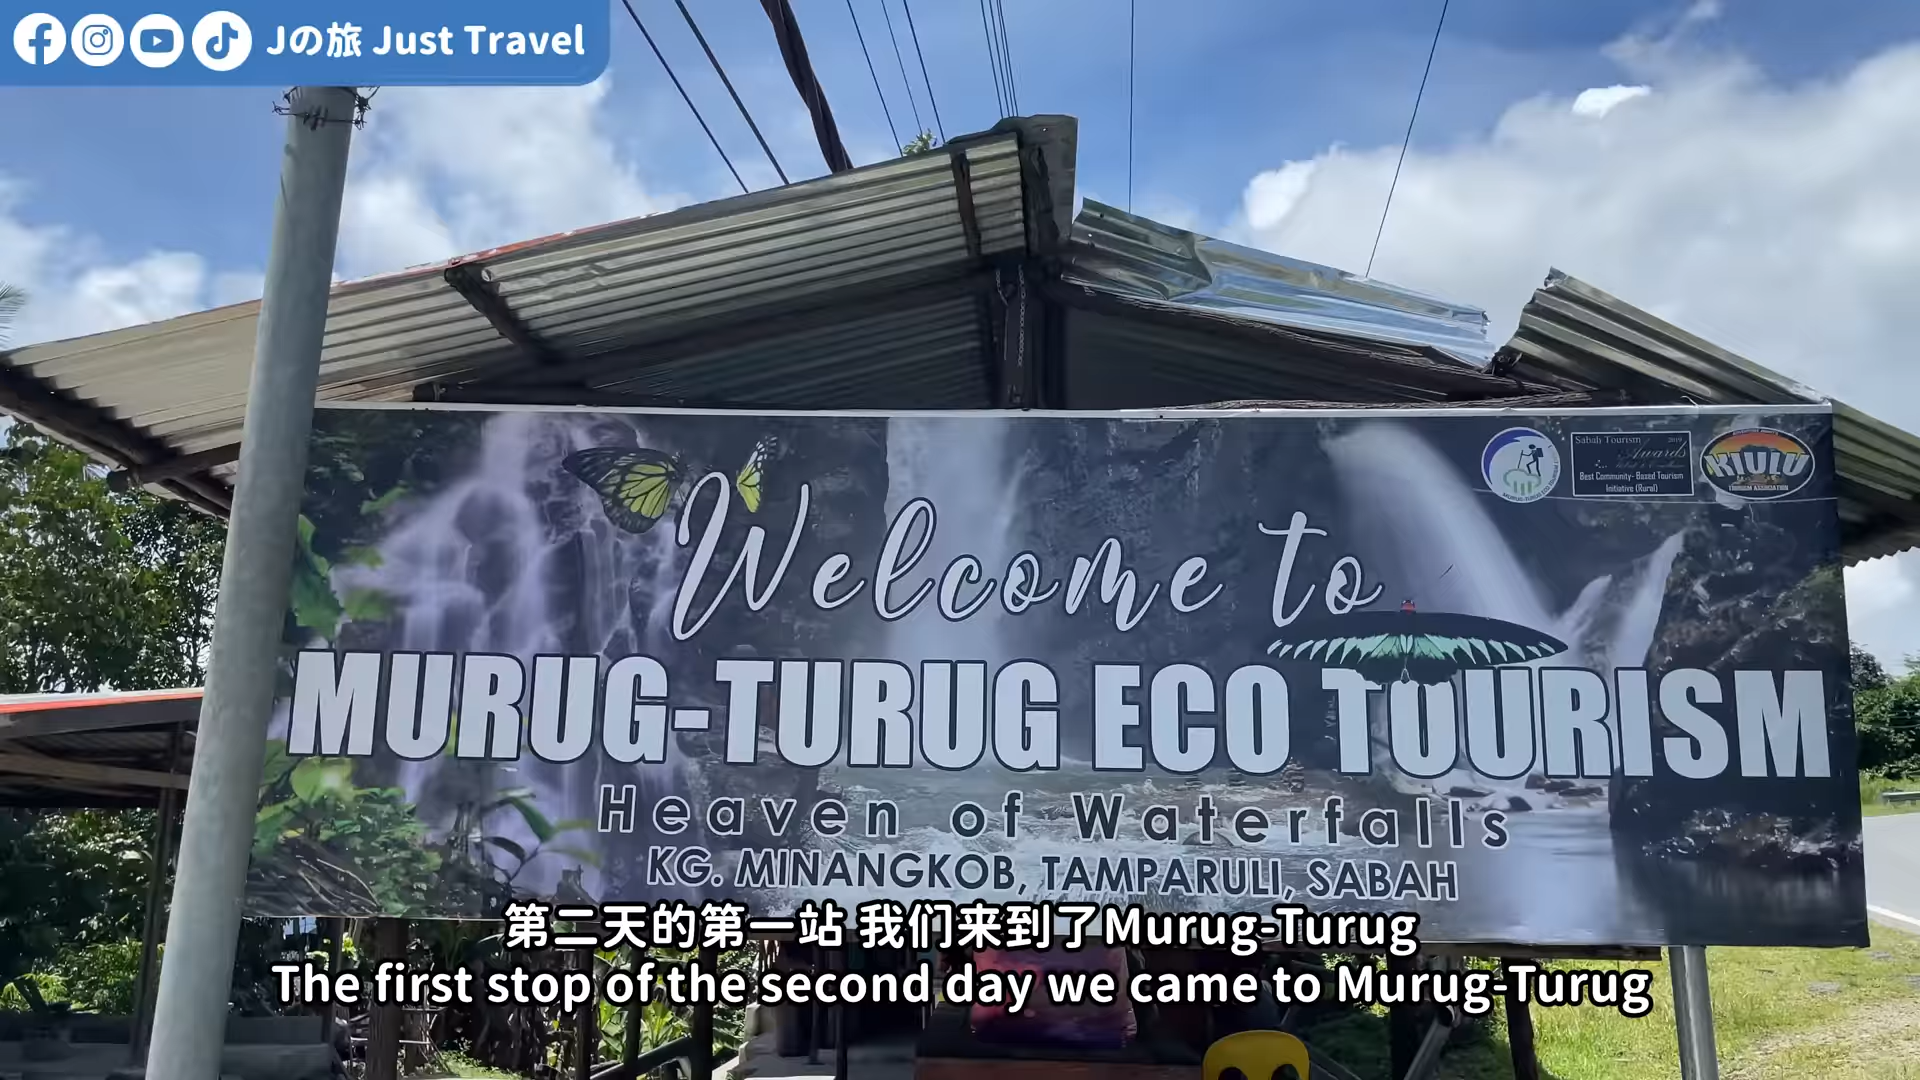 Jの旅 Just Travel
Sabah Tourism 2019
Awards
Best Community-Based Tourism
Initiative (Rural)
KIULU
TOURISM ASSOCIATION
Welcome to
MURUG-TURUG ECO TOURISM
Heaven of Waterfalls
KG. MINANGKOB, TAMPARULI, SABAH
第二天的第一站 我们来到了Murug-Turug
The first stop of the second day we came to Murug-Turug